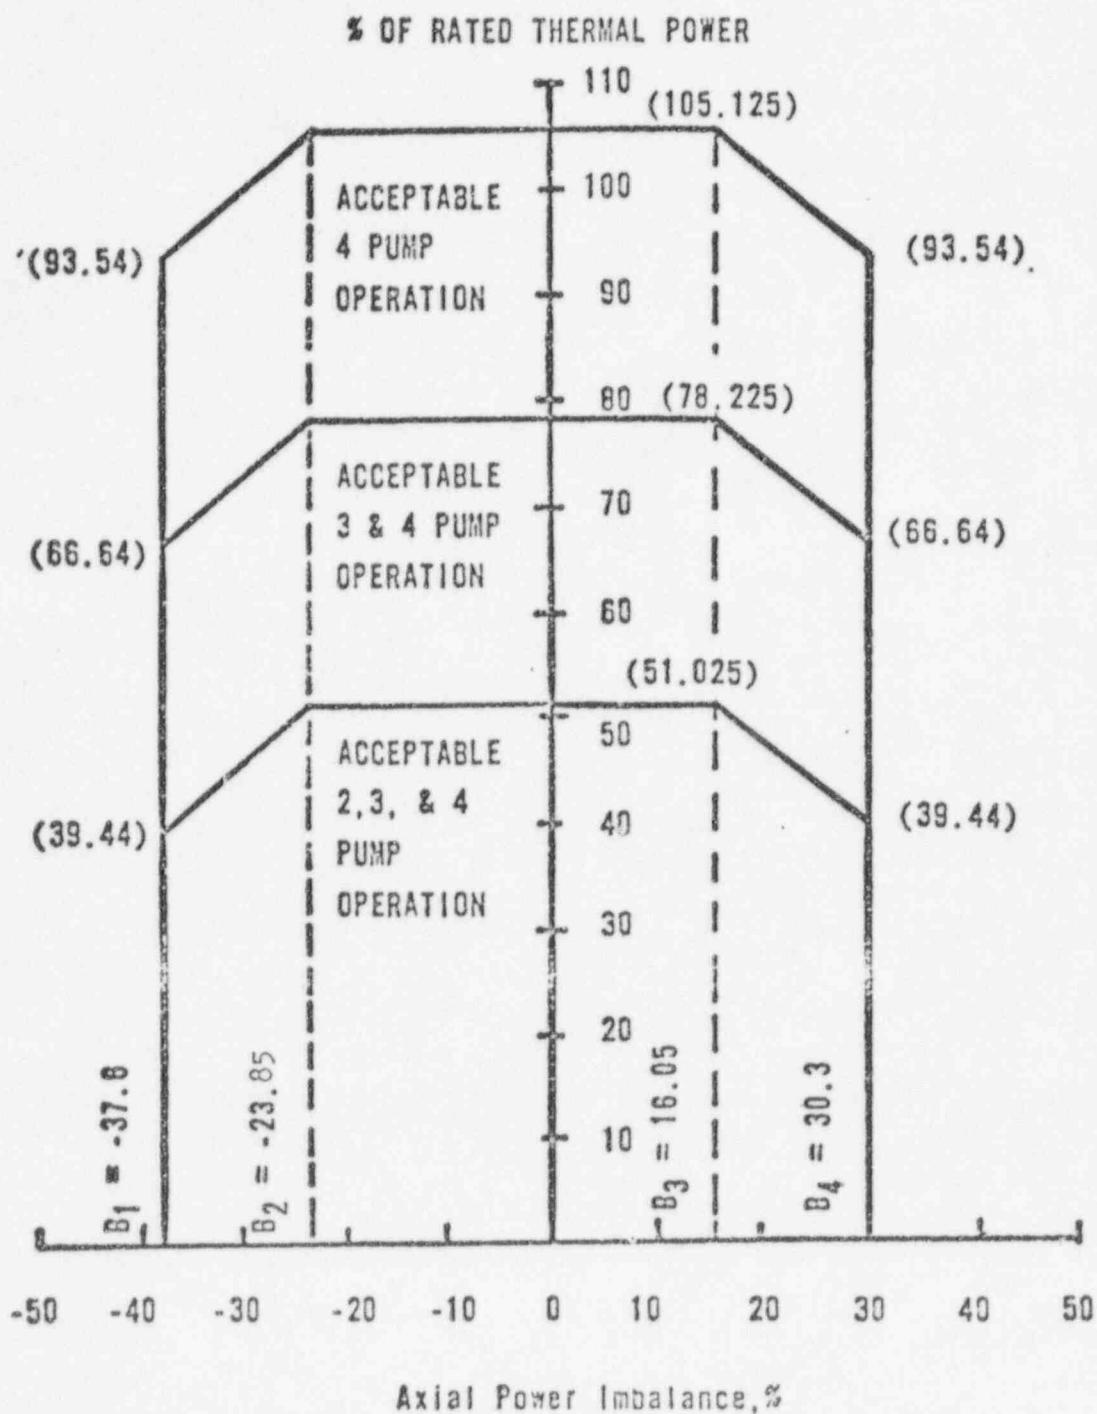 % OF RATED THERMAL POWER
110
(105.125)
100
ACCEPTABLE
4 PUMP
OPERATION
(93.54)
(93.54)
90
80
(78.225)
ACCEPTABLE
3 & 4 PUMP
OPERATION
70
(66.64)
(66.64)
60
(51.025)
50
ACCEPTABLE
2,3, & 4
PUMP
OPERATION
(39.44)
40
(39.44)
30
20
10
B1 = -37.8
B2 = -23.85
B3 = 16.05
B4 = 30.3
-50 -40 -30 -20 -10 0 10 20 30 40 50
Axial Power Imbalance,%